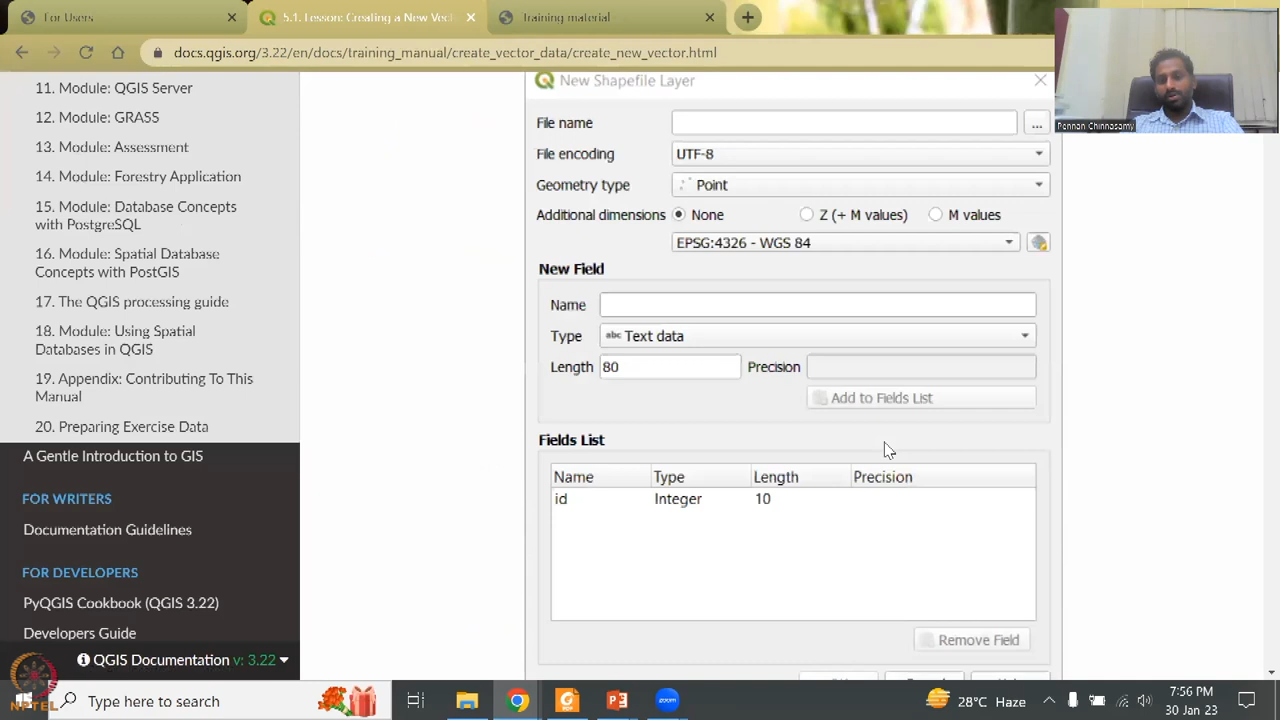 For Users
5.1. Lesson: Creating a New Vect
Training material
docs.qgis.org/3.22/en/docs/training_manual/create_vector_data/create_new_vector.html
Pennan Chinnasamy
11. Module: QGIS Server
12. Module: GRASS
13. Module: Assessment
14. Module: Forestry Application
15. Module: Database Concepts
with PostgreSQL
16. Module: Spatial Database
Concepts with PostGIS
17. The QGIS processing guide
18. Module: Using Spatial
Databases in QGIS
19. Appendix: Contributing To This
Manual
20. Preparing Exercise Data
A Gentle Introduction to GIS
FOR WRITERS
Documentation Guidelines
FOR DEVELOPERS
PyQGIS Cookbook (QGIS 3.22)
Developers Guide
QGIS Documentation v: 3.22
New Shapefile Layer
File name
...
File encoding UTF-8
Geometry type Point
Additional dimensions None Z (+ M values) M values
EPSG:4326 - WGS 84
New Field
Name
Type abc Text data
Length 80 Precision
Add to Fields List
Fields List
Name Type Length Precision
id Integer 10
Remove Field
NPTEL
Type here to search
zoom
28°C Haze
7:56 PM
30 Jan 23